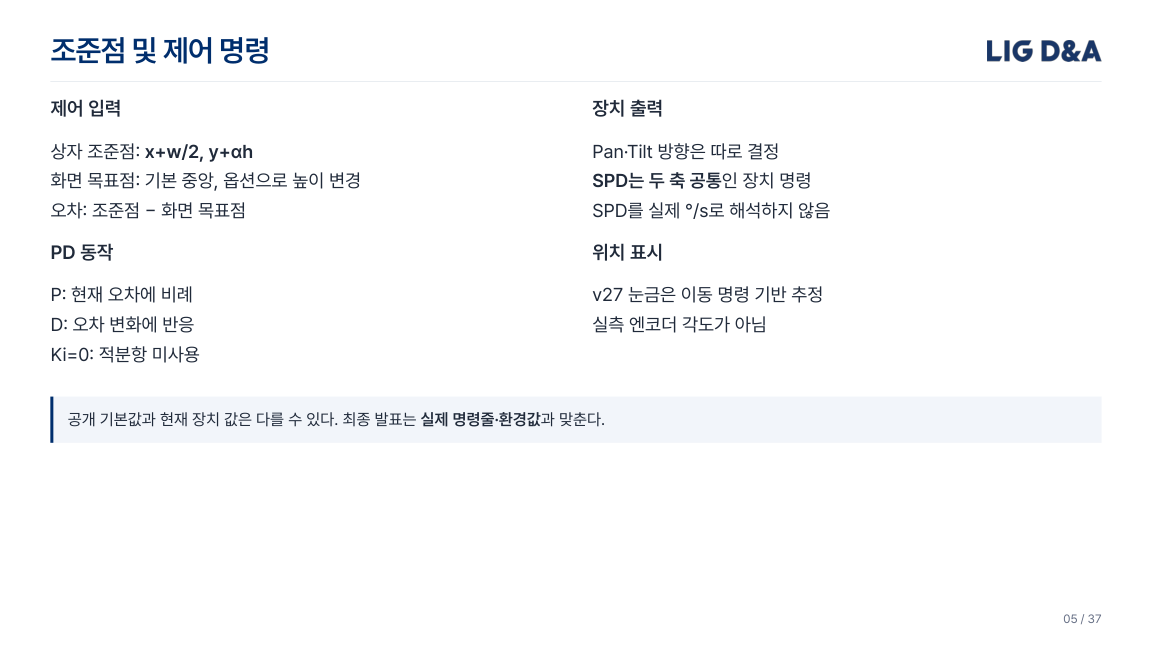 조준점 및 제어 명령
LIG D&A
제어 입력
상자 조준점: x+w/2, y+αh
화면 목표점: 기본 중앙, 옵션으로 높이 변경
오차: 조준점 − 화면 목표점
PD 동작
P: 현재 오차에 비례
D: 오차 변화에 반응
Ki=0: 적분항 미사용
장치 출력
Pan·Tilt 방향은 따로 결정
SPD는 두 축 공통인 장치 명령
SPD를 실제 °/s로 해석하지 않음
위치 표시
v27 눈금은 이동 명령 기반 추정
실측 엔코더 각도가 아님
공개 기본값과 현재 장치 값은 다를 수 있다. 최종 발표는 실제 명령줄·환경값과 맞춘다.
05 / 37